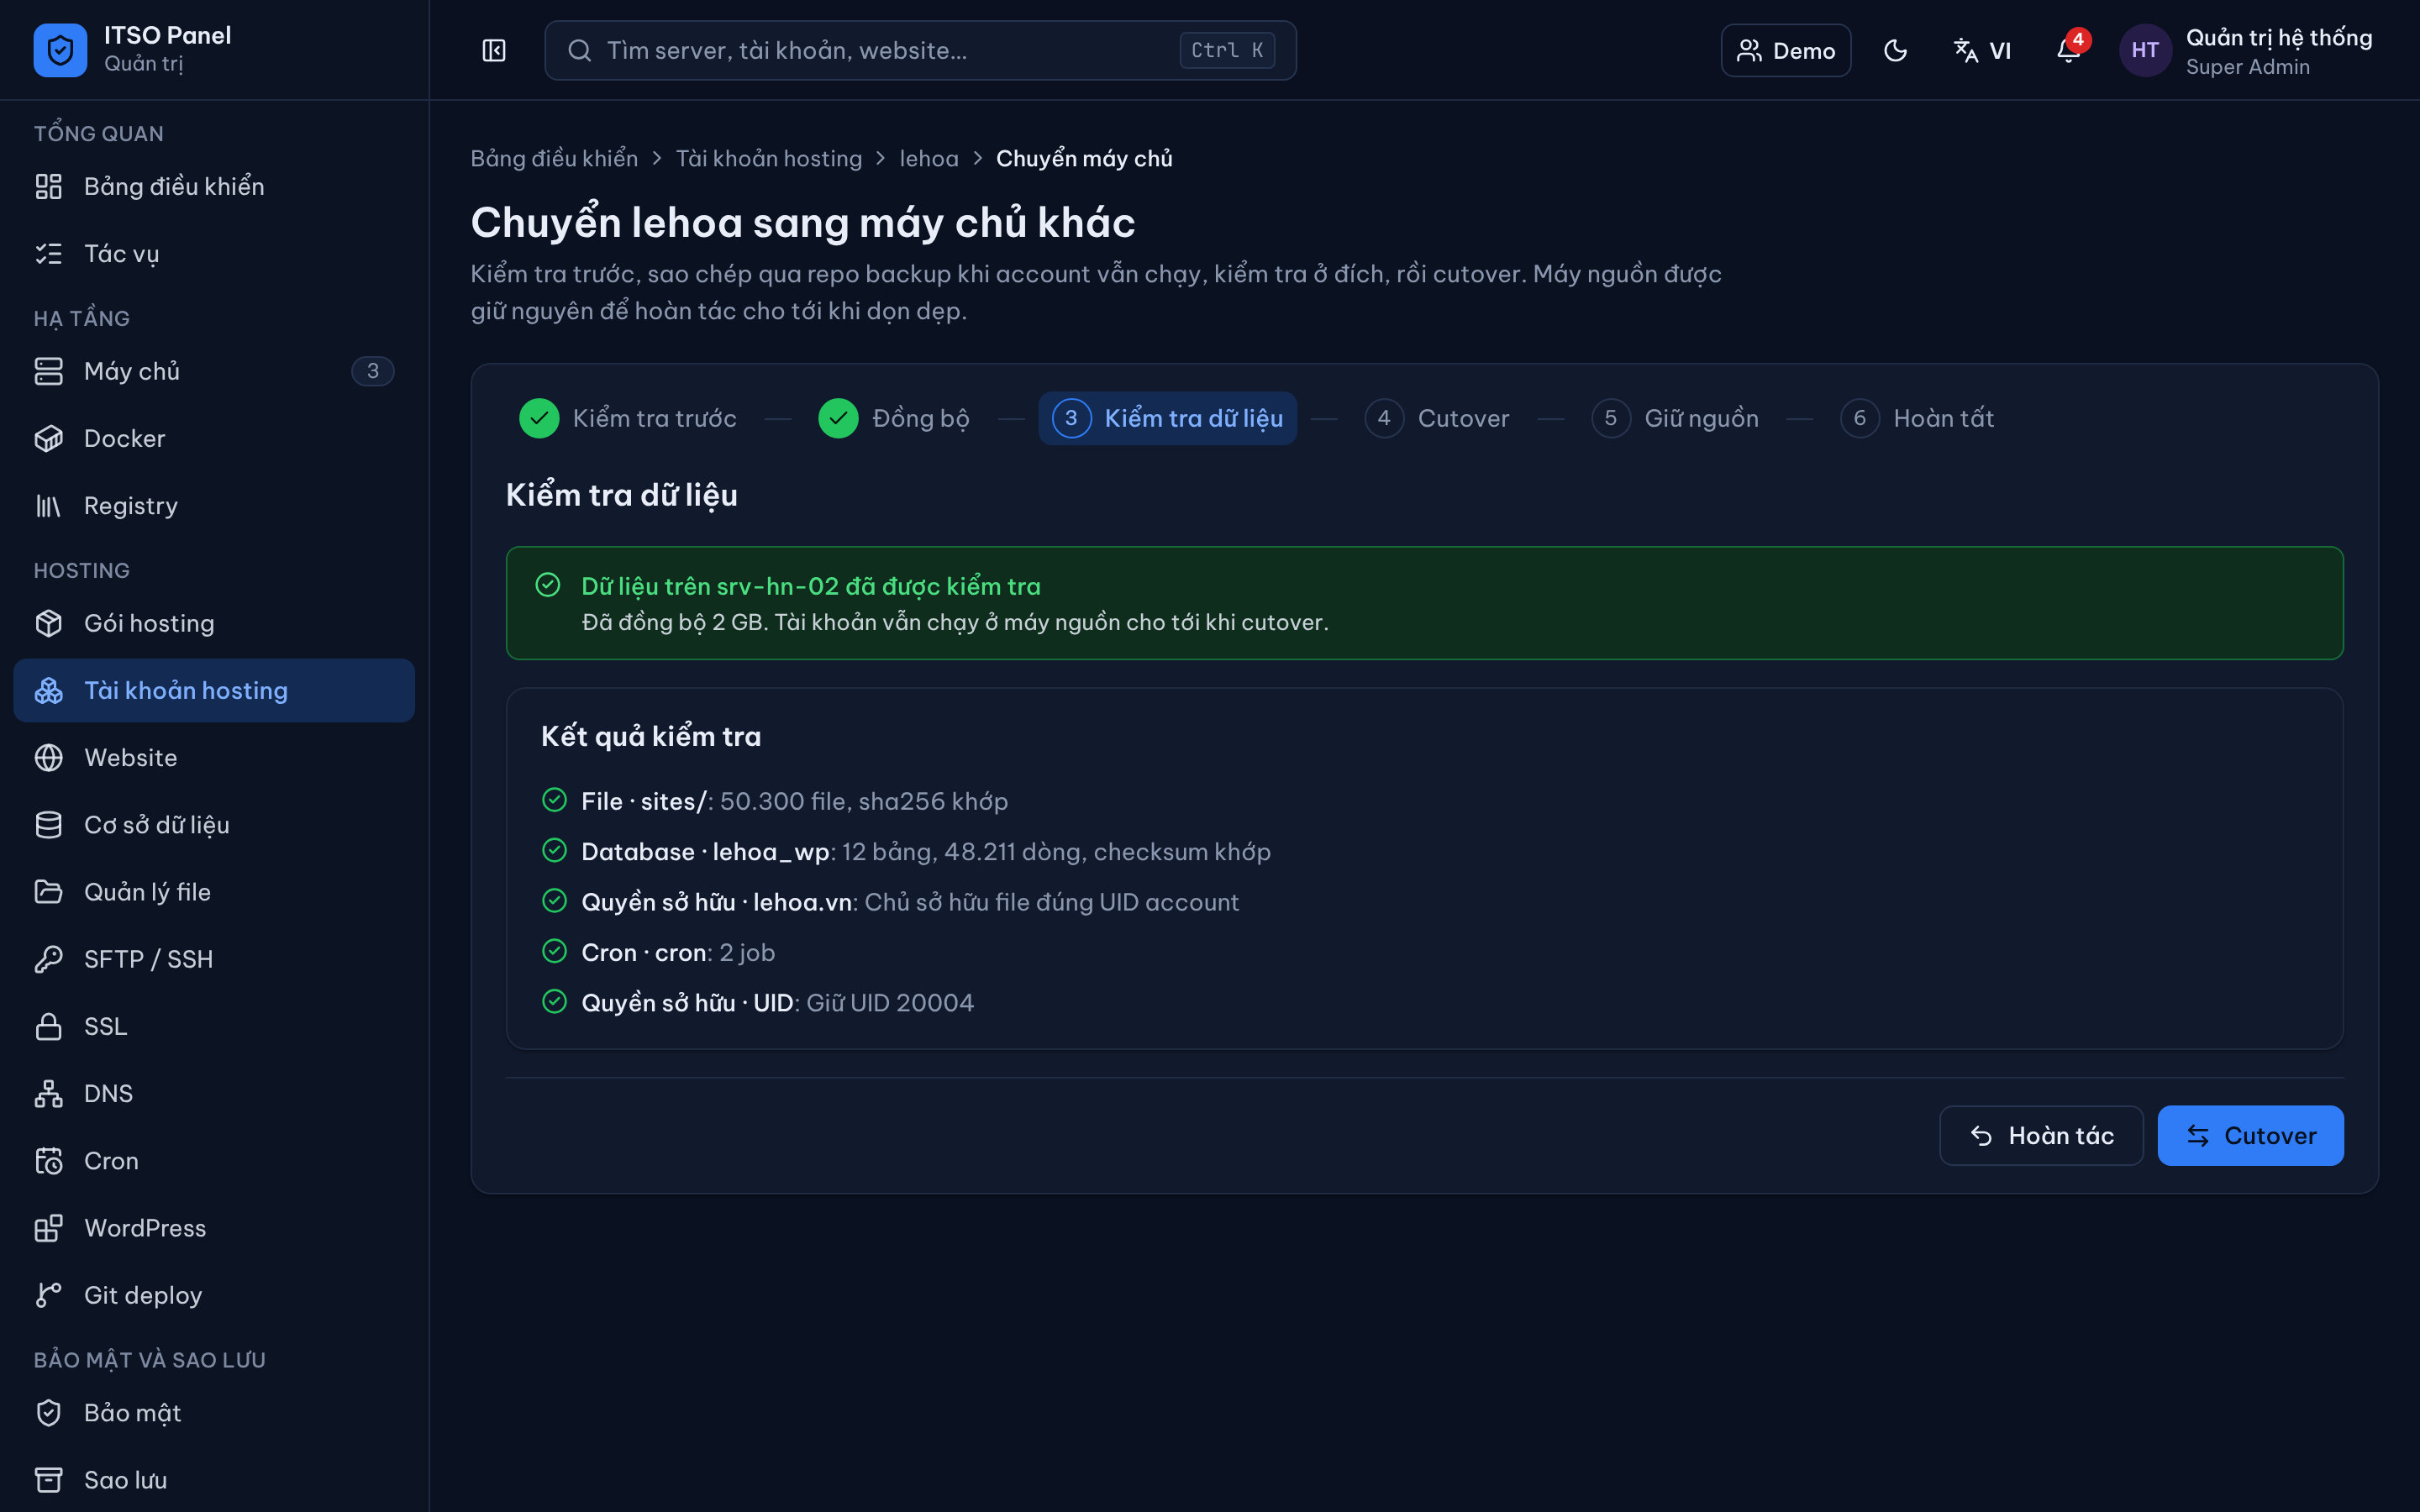 ITSO Panel
Quản trị
Tìm server, tài khoản, website...
Ctrl K
Demo
VI
4
HT
Quản trị hệ thống
Super Admin
TỔNG QUAN
Bảng điều khiển
Tác vụ
HẠ TẦNG
Máy chủ
3
Docker
Registry
HOSTING
Gói hosting
Tài khoản hosting
Website
Cơ sở dữ liệu
Quản lý file
SFTP / SSH
SSL
DNS
Cron
WordPress
Git deploy
BẢO MẬT VÀ SAO LƯU
Bảo mật
Sao lưu
Bảng điều khiển > Tài khoản hosting > lehoa > Chuyển máy chủ
Chuyển lehoa sang máy chủ khác
Kiểm tra trước, sao chép qua repo backup khi account vẫn chạy, kiểm tra ở đích, rồi cutover. Máy nguồn được
giữ nguyên để hoàn tác cho tới khi dọn dẹp.
Kiểm tra trước
Đồng bộ
3 Kiểm tra dữ liệu
4 Cutover
5 Giữ nguồn
6 Hoàn tất
Kiểm tra dữ liệu
Dữ liệu trên srv-hn-02 đã được kiểm tra
Đã đồng bộ 2 GB. Tài khoản vẫn chạy ở máy nguồn cho tới khi cutover.
Kết quả kiểm tra
File · sites/: 50.300 file, sha256 khớp
Database · lehoa_wp: 12 bảng, 48.211 dòng, checksum khớp
Quyền sở hữu · lehoa.vn: Chủ sở hữu file đúng UID account
Cron · cron: 2 job
Quyền sở hữu · UID: Giữ UID 20004
Hoàn tác
Cutover